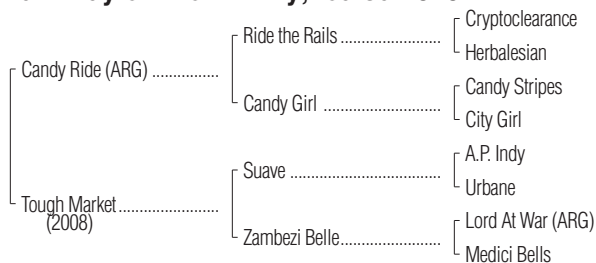 Cryptoclearance
Ride the Rails
Herbalesian
Candy Ride (ARG)
Candy Stripes
Candy Girl
City Girl
A.P. Indy
Suave
Urbane
Tough Market
(2008)
Lord At War (ARG)
Zambezi Belle
Medici Bells